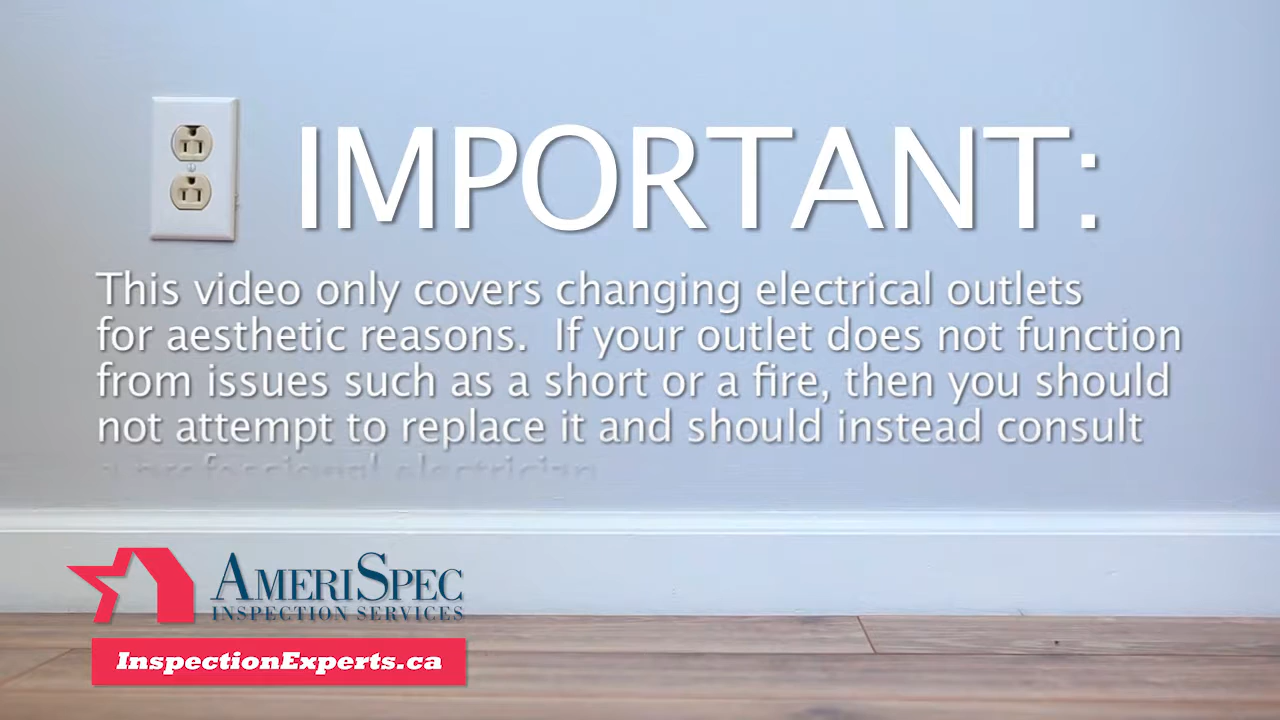 IMPORTANT:
This video only covers changing electrical outlets
for aesthetic reasons. If your outlet does not function
from issues such as a short or a fire, then you should
not attempt to replace it and should instead consult
a professional electrician
AMERISPEC
INSPECTION SERVICES
InspectionExperts.ca